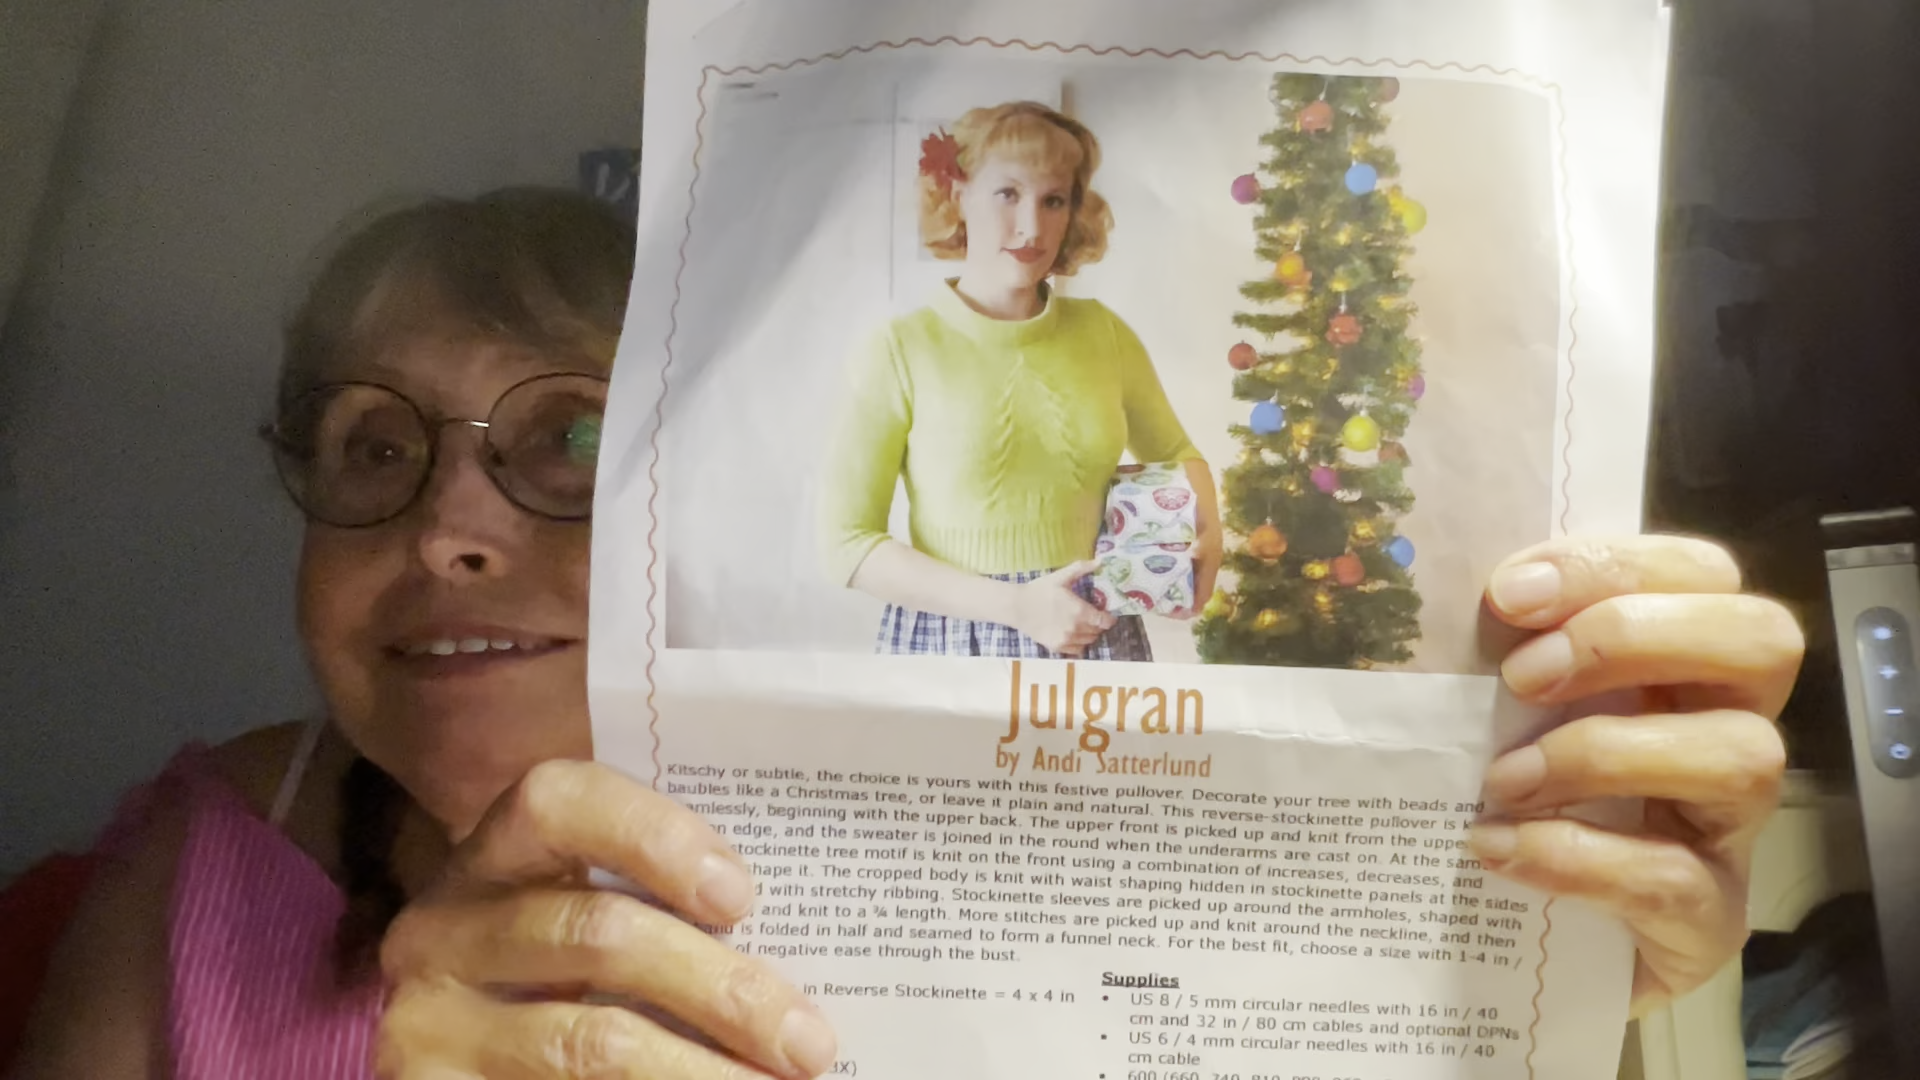 Julgran
by Andi Satterlund
Kitschy or subtle, the choice is yours with this festive pullover. Decorate your tree with beads and
baubles like a Christmas tree, or leave it plain and natural. This reverse-stockinette pullover is k
amlessly, beginning with the upper back. The upper front is picked up and knit from the uppe
on edge, and the sweater is joined in the round when the underarms are cast on. At the sam
stockinette tree motif is knit on the front using a combination of increases, decreases, and
shape it. The cropped body is knit with waist shaping hidden in stockinette panels at the sides
d with stretchy ribbing. Stockinette sleeves are picked up around the armholes, shaped with
, and knit to a ¾ length. More stitches are picked up and knit around the neckline, and then
is folded in half and seamed to form a funnel neck. For the best fit, choose a size with 1-4 in /
of negative ease through the bust.
in Reverse Stockinette = 4 x 4 in
Supplies
• US 8 / 5 mm circular needles with 16 in / 40
cm and 32 in / 80 cm cables and optional DPNs
• US 6 / 4 mm circular needles with 16 in / 40
cm cable
• 600 (660, 740, 810,